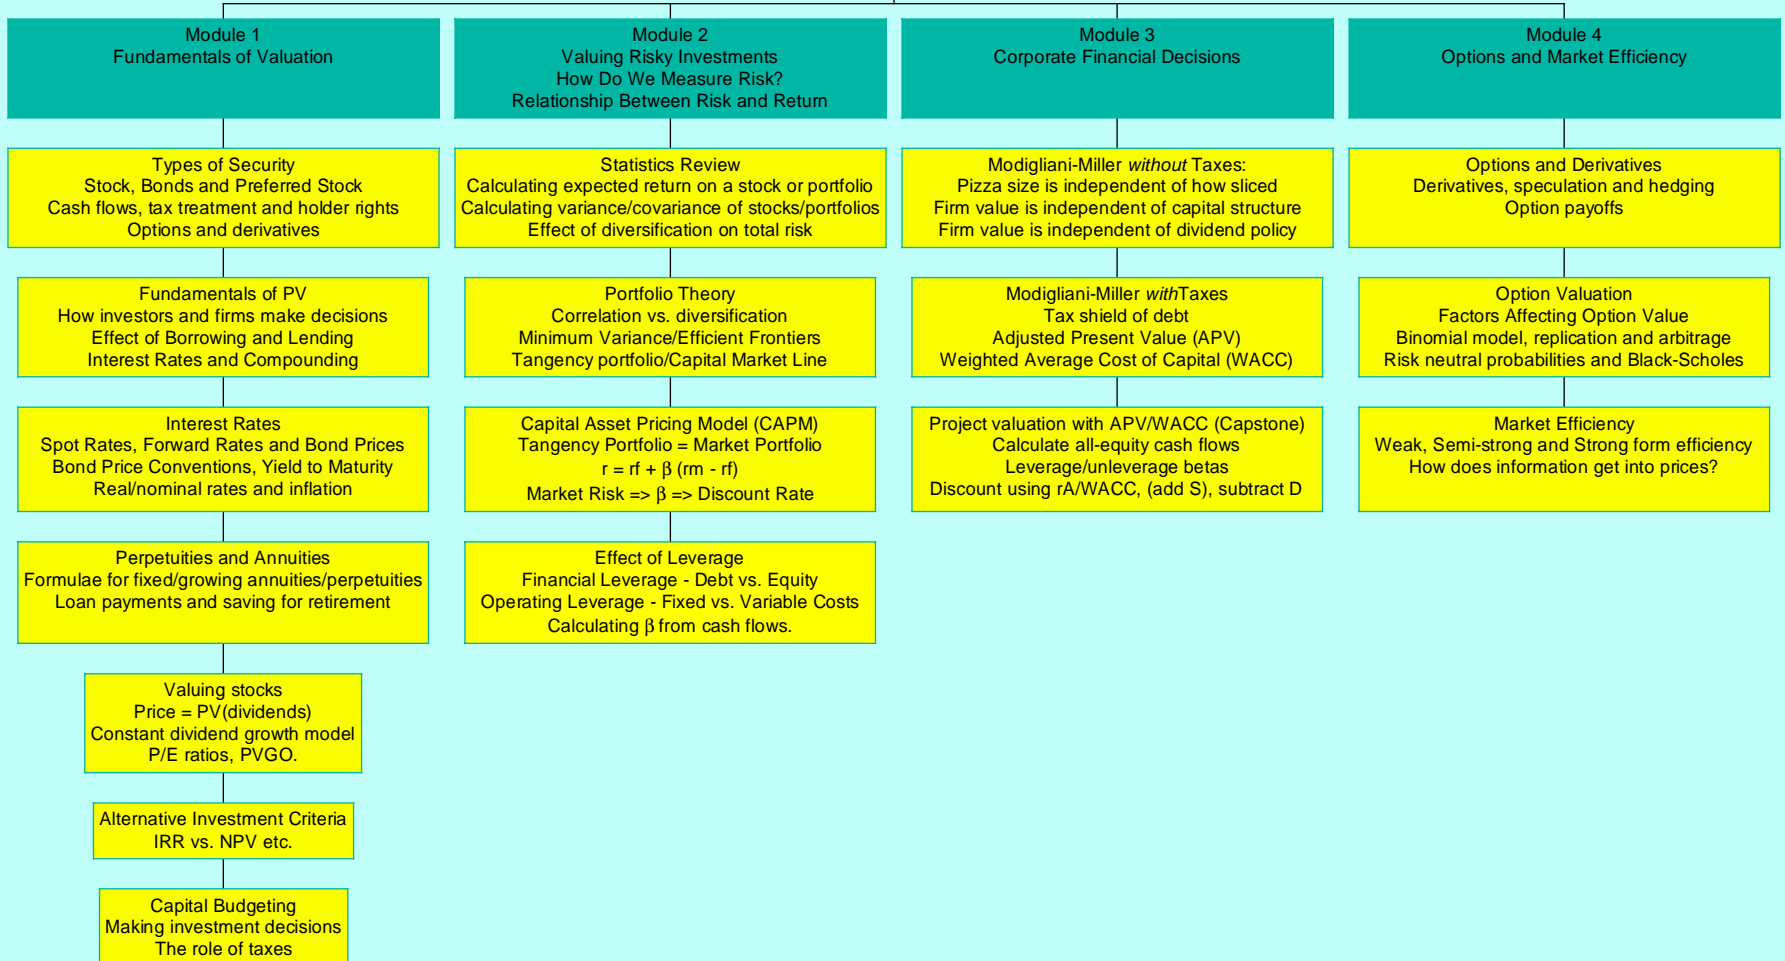 Module 1
Fundamentals of Valuation
Types of Security
Stock, Bonds and Preferred Stock
Cash flows, tax treatment and holder rights
Options and derivatives
Fundamentals of PV
How investors and firms make decisions
Effect of Borrowing and Lending
Interest Rates and Compounding
Interest Rates
Spot Rates, Forward Rates and Bond Prices
Bond Price Conventions, Yield to Maturity
Real/nominal rates and inflation
Perpetuities and Annuities
Formulae for fixed/growing annuities/perpetuities
Loan payments and saving for retirement
Valuing stocks
Price = PV(dividends)
Constant dividend growth model
P/E ratios, PVGO.
Alternative Investment Criteria
IRR vs. NPV etc.
Capital Budgeting
Making investment decisions
The role of taxes
Module 2
Valuing Risky Investments
How Do We Measure Risk?
Relationship Between Risk and Return
Statistics Review
Calculating expected return on a stock or portfolio
Calculating variance/covariance of stocks/portfolios
Effect of diversification on total risk
Portfolio Theory
Correlation vs. diversification
Minimum Variance/Efficient Frontiers
Tangency portfolio/Capital Market Line
Capital Asset Pricing Model (CAPM)
Tangency Portfolio = Market Portfolio
r = rf + β (rm - rf)
Market Risk => β => Discount Rate
Effect of Leverage
Financial Leverage - Debt vs. Equity
Operating Leverage - Fixed vs. Variable Costs
Calculating β from cash flows.
Module 3
Corporate Financial Decisions
Modigliani-Miller without Taxes:
Pizza size is independent of how sliced
Firm value is independent of capital structure
Firm value is independent of dividend policy
Modigliani-Miller withTaxes
Tax shield of debt
Adjusted Present Value (APV)
Weighted Average Cost of Capital (WACC)
Project valuation with APV/WACC (Capstone)
Calculate all-equity cash flows
Leverage/unleverage betas
Discount using rA/WACC, (add S), subtract D
Module 4
Options and Market Efficiency
Options and Derivatives
Derivatives, speculation and hedging
Option payoffs
Option Valuation
Factors Affecting Option Value
Binomial model, replication and arbitrage
Risk neutral probabilities and Black-Scholes
Market Efficiency
Weak, Semi-strong and Strong form efficiency
How does information get into prices?